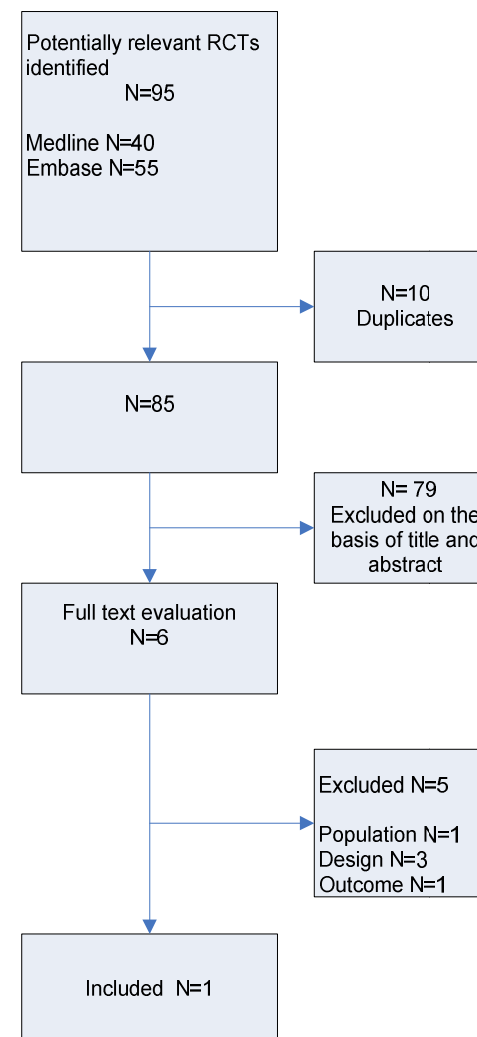 Potentially relevant RCTs
identified
N=95
Medline N=40
Embase N=55
N=10
Duplicates
N=85
N= 79
Excluded on the
basis of title and
abstract
Full text evaluation
N=6
Excluded N=5
Population N=1
Design N=3
Outcome N=1
Included N=1